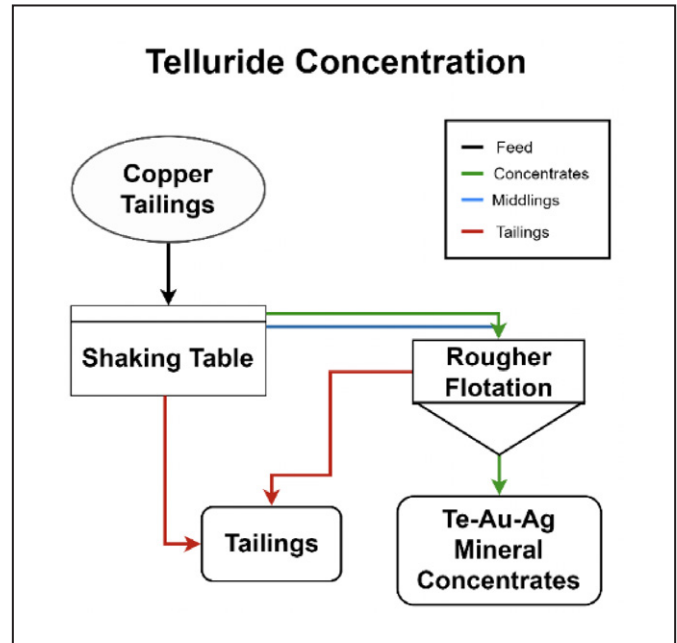 Telluride Concentration
Copper
Tailings
Feed
Concentrates
Middlings
Tailings
Shaking Table
Rougher
Flotation
Tailings
Te-Au-Ag
Mineral
Concentrates